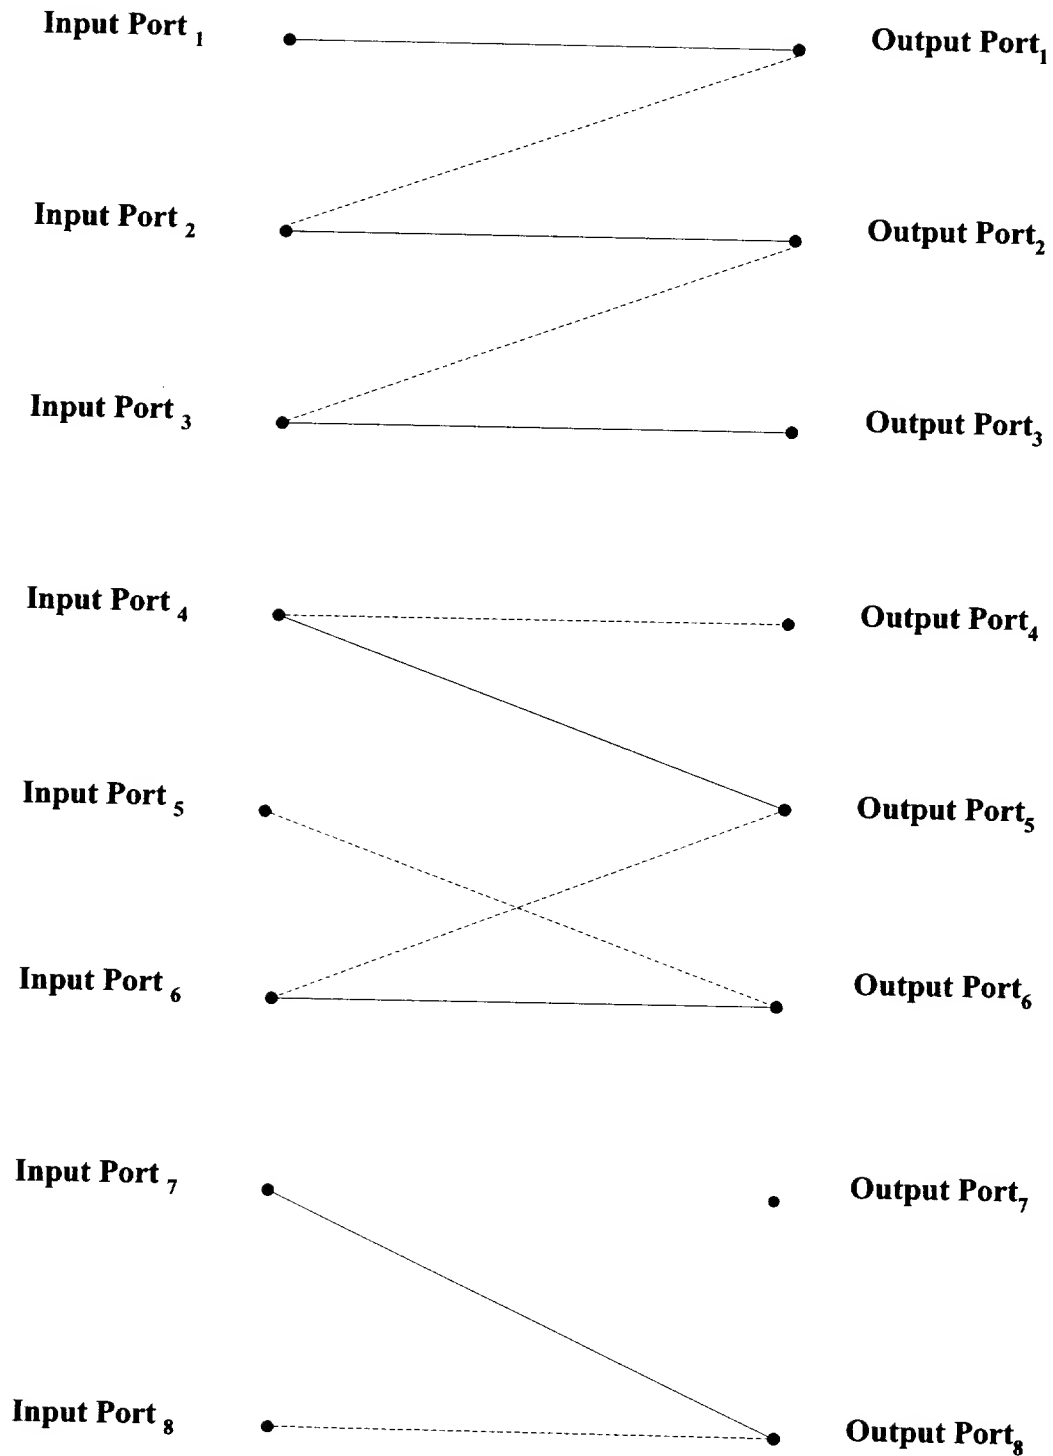 Input Port 1
Output Port1
Input Port 2
Output Port2
Input Port 3
Output Port3
Input Port 4
Output Port4
Input Port 5
Output Port5
Input Port 6
Output Port6
Input Port 7
Output Port7
Input Port 8
Output Port8